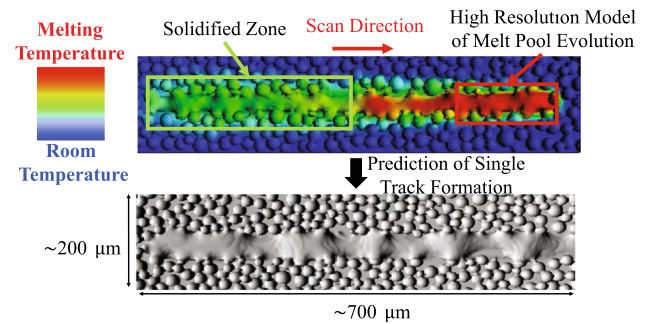 Melting
Temperature
Room
Temperature
Solidified Zone
Scan Direction
High Resolution Model
of Melt Pool Evolution
Prediction of Single
Track Formation
~200 μm
~700 μm